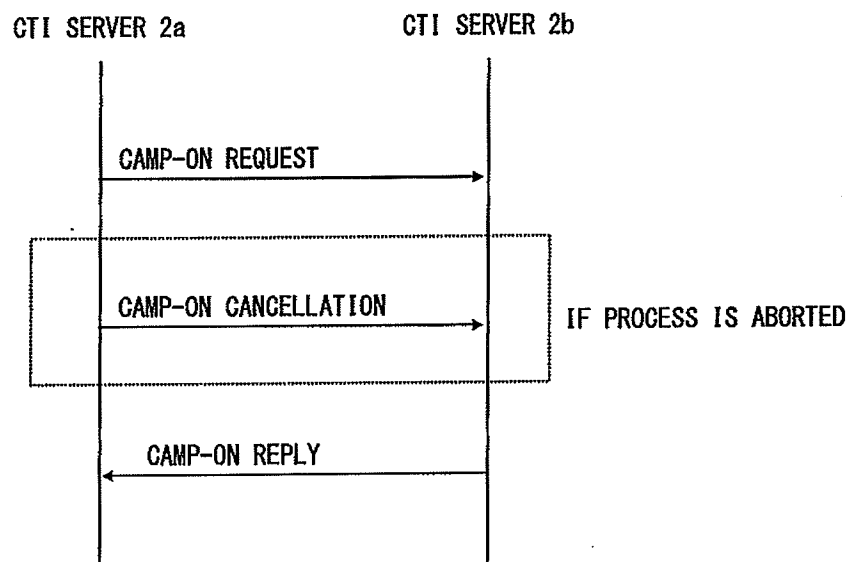 CTI SERVER 2a
CTI SERVER 2b
CAMP-ON REQUEST
CAMP-ON CANCELLATION
IF PROCESS IS ABORTED
CAMP-ON REPLY